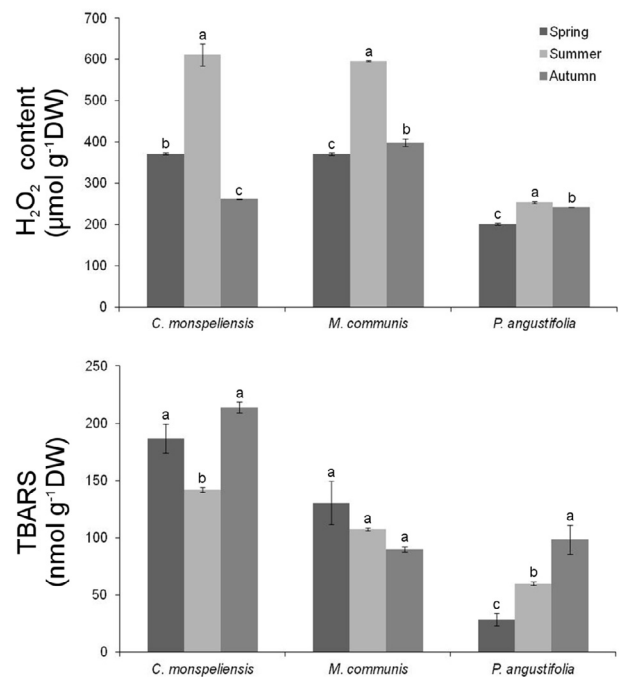 H₂O₂ content
(µmol g⁻¹DW)
700
600
500
400
300
200
100
0
a
b
c
a
c
b
c
a
b
Spring
Summer
Autumn
C. monspeliensis
M. communis
P. angustifolia
TBARS
(nmol g⁻¹DW)
250
200
150
100
50
0
a
b
a
a
a
a
c
b
a
C. monspeliensis
M. communis
P. angustifolia